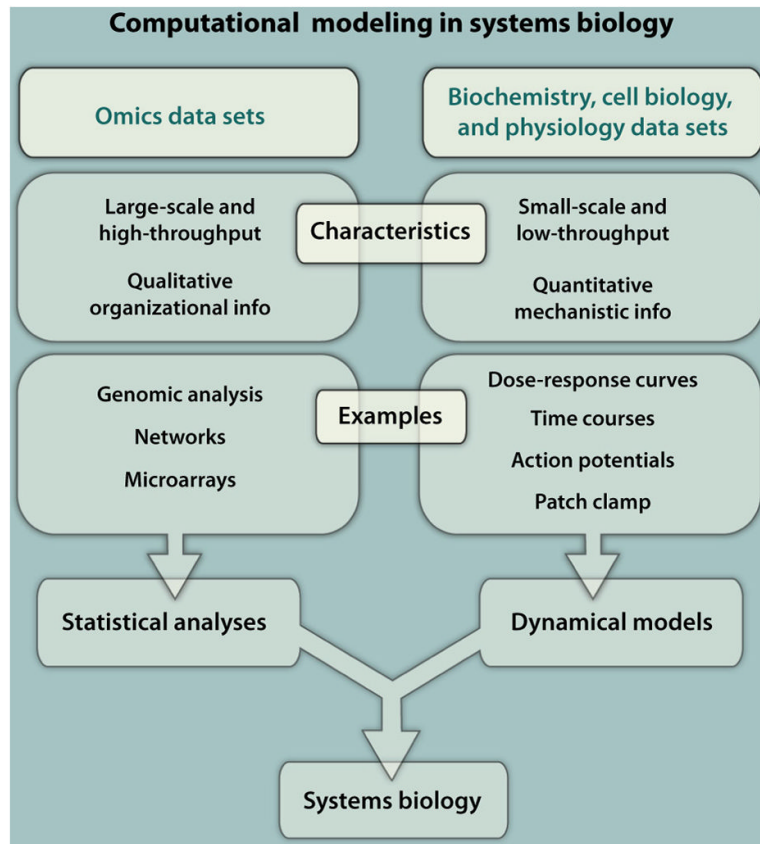 Computational modeling in systems biology
Omics data sets
Biochemistry, cell biology,
and physiology data sets
Characteristics
Large-scale and
high-throughput
Qualitative
organizational info
Small-scale and
low-throughput
Quantitative
mechanistic info
Examples
Genomic analysis
Networks
Microarrays
Dose-response curves
Time courses
Action potentials
Patch clamp
Statistical analyses
Dynamical models
Systems biology